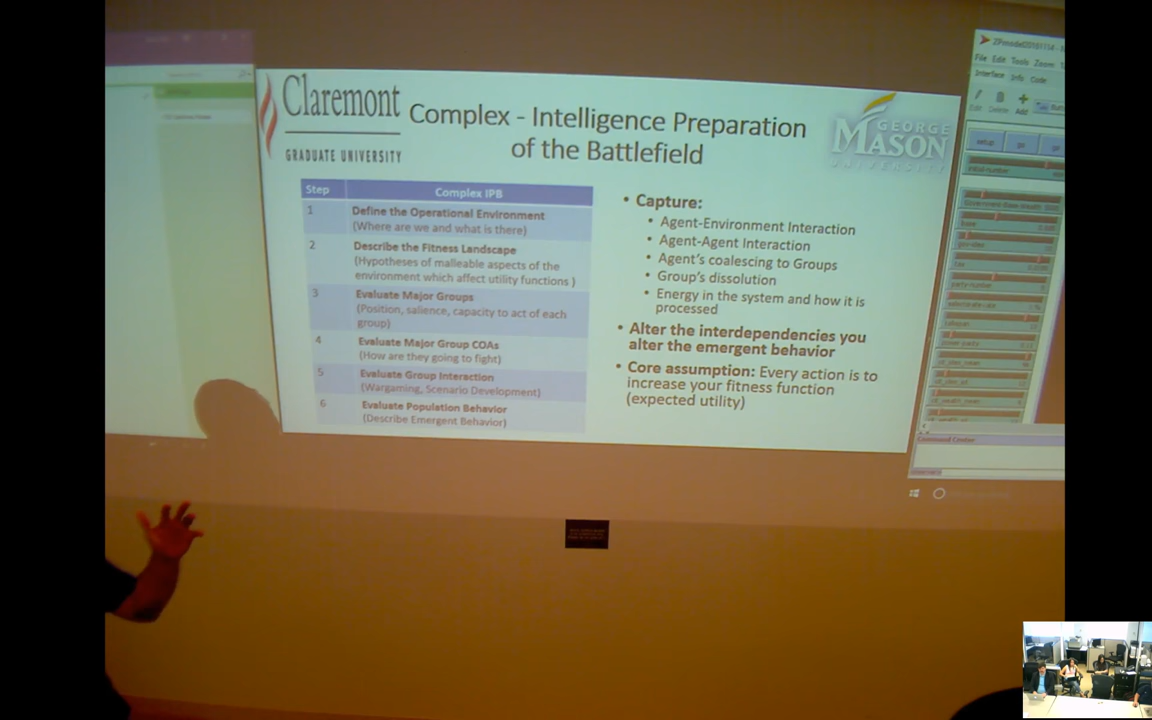 Claremont
GRADUATE UNIVERSITY
Complex - Intelligence Preparation
of the Battlefield
GEORGE
MASON
UNIVERSITY
Step
Complex IPB
1
Define the Operational Environment
(Where are we and what is there)
2
Describe the Fitness Landscape
(Hypotheses of malleable aspects of the
environment which affect utility functions )
3
Evaluate Major Groups
(Position, salience, capacity to act of each
group)
4
Evaluate Major Group COAs
(How are they going to fight)
5
Evaluate Group Interaction
(Wargaming, Scenario Development)
6
Evaluate Population Behavior
(Describe Emergent Behavior)
• Capture:
• Agent-Environment Interaction
• Agent-Agent Interaction
• Agent's coalescing to Groups
• Group's dissolution
• Energy in the system and how it is
processed
• Alter the interdependencies you
alter the emergent behavior
• Core assumption: Every action is to
increase your fitness function
(expected utility)
File Edit Tools Zoom
Interface Info Code
Edit Delete Add
setup go
Command Center